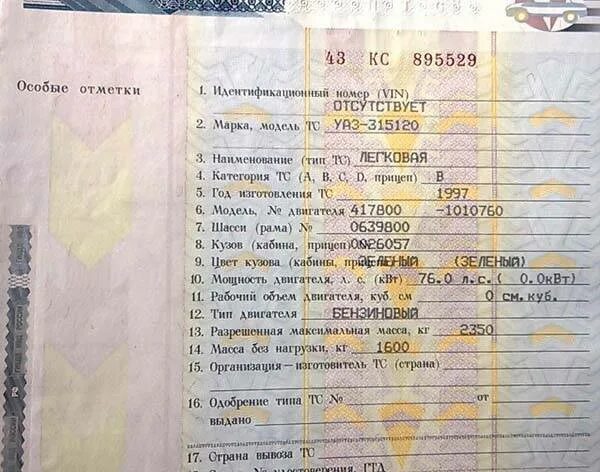 43 КС 895529
Особые отметки
1. Идентификационный номер (VIN)
ОТСУТСТВУЕТ
2. Марка, модель ТС УАЗ-315120
3. Наименование (тип ТС) ЛЕГКОВАЯ
4. Категория ТС (А, В, С, D, прицеп) B
5. Год изготовления ТС 1997
6. Модель, № двигателя 417800 -1010760
7. Шасси (рама) № 0639800
8. Кузов (кабина, прицеп) 0026057
9. Цвет кузова (кабины, прицепа) ЗЕЛЕНЫЙ (ЗЕЛЕНЫЙ)
10. Мощность двигателя, л. с. (кВт) 76.0 л.с.( 0.0кВт)
11. Рабочий объем двигателя, куб. см 0 см.куб.
12. Тип двигателя БЕНЗИНОВЫЙ
13. Разрешенная максимальная масса, кг 2350
14. Масса без нагрузки, кг 1600
15. Организация—изготовитель ТС (страна)
16. Одобрение типа ТС № от
выдано
17. Страна вывоза ТС